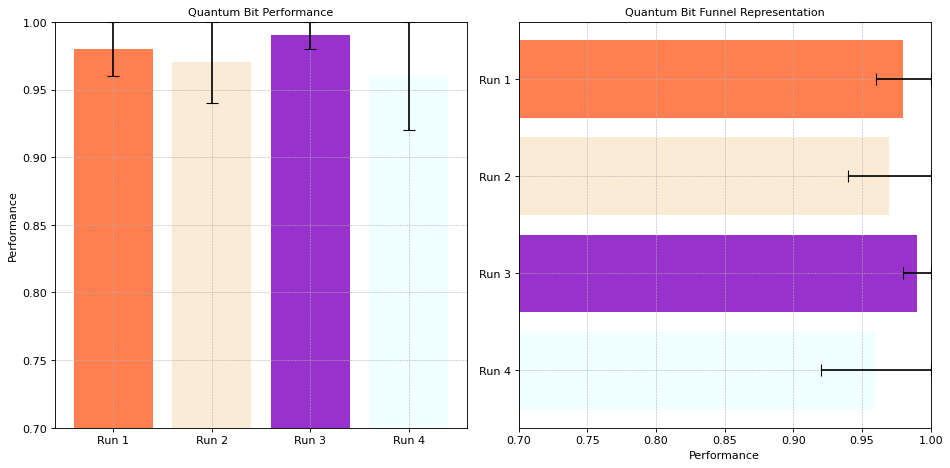 Quantum Bit Performance
Performance
1.00
0.95
0.90
0.85
0.80
0.75
0.70
Run 1 Run 2 Run 3 Run 4
Quantum Bit Funnel Representation
Run 1
Run 2
Run 3
Run 4
0.70 0.75 0.80 0.85 0.90 0.95 1.00
Performance